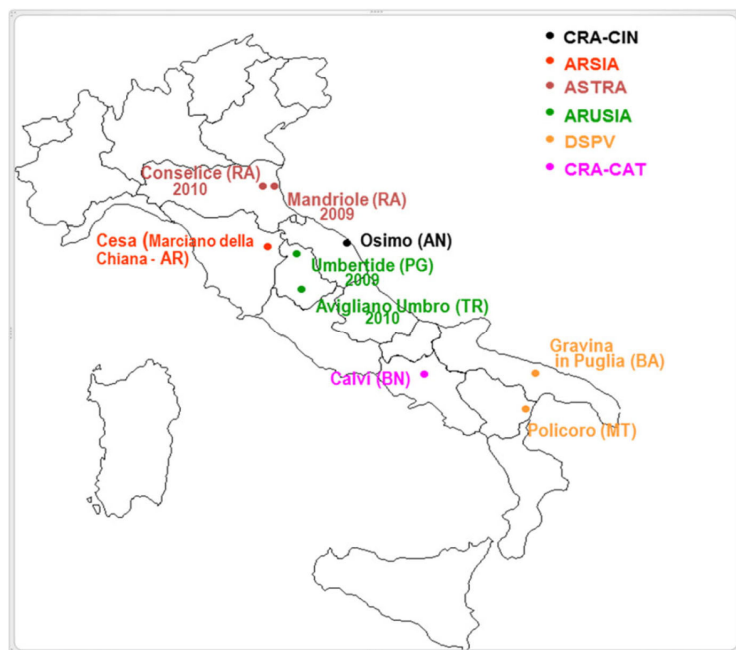 CRA-CIN
ARSIA
ASTRA
ARUSIA
DSPV
CRA-CAT
Conselice (RA)
2010
Mandriole (RA)
2009
Cesa (Marciano della
Chiana - AR)
Osimo (AN)
Umbertide (PG)
2009
Avigliano Umbro (TR)
2010
Gravina
in Puglia (BA)
Calvi (BN)
Policoro (MT)